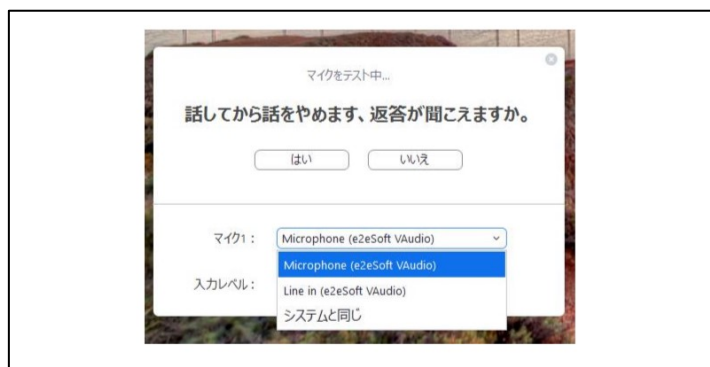 マイクをテスト中...
話してから話をやめます、返答が聞こえますか。
はい いいえ
マイク1： Microphone (e2eSoft VAudio)
Microphone (e2eSoft VAudio)
入力レベル： Line in (e2eSoft VAudio)
システムと同じ